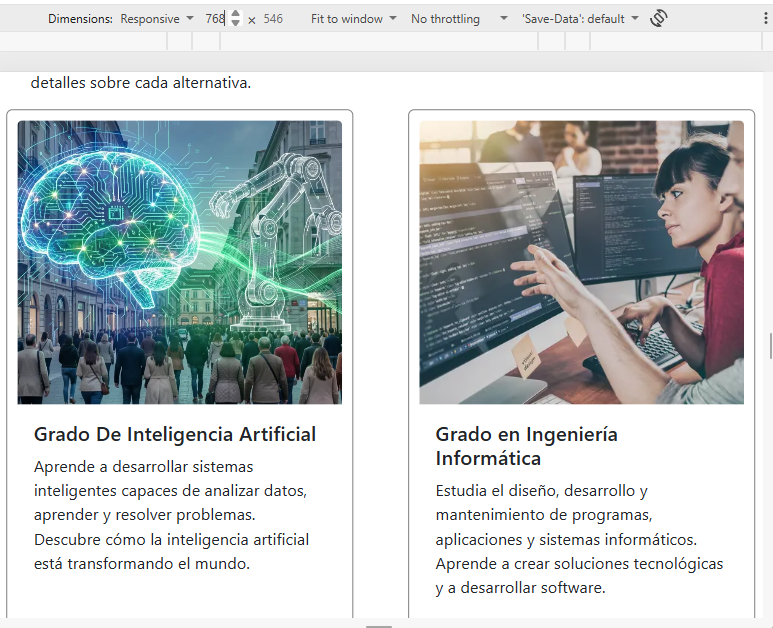 Dimensions: Responsive 768 × 546 Fit to window No throttling 'Save-Data': default
detalles sobre cada alternativa.
Grado De Inteligencia Artificial
Aprende a desarrollar sistemas
inteligentes capaces de analizar datos,
aprender y resolver problemas.
Descubre cómo la inteligencia artificial
está transformando el mundo.
Grado en Ingeniería
Informática
Estudia el diseño, desarrollo y
mantenimiento de programas,
aplicaciones y sistemas informáticos.
Aprende a crear soluciones tecnológicas
y a desarrollar software.